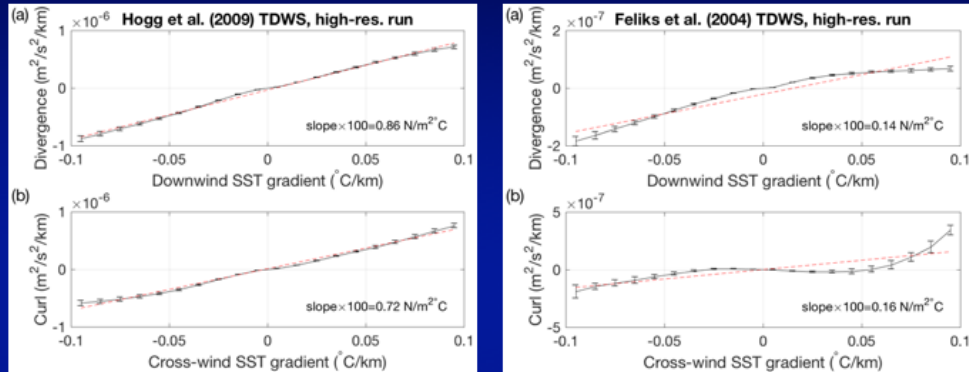 (a) Hogg et al. (2009) TDWS, high-res. run
×10⁻⁶
Divergence (m²/s²/km)
1
0
-1
slope×100=0.86 N/m²°C
-0.1 -0.05 0 0.05 0.1
Downwind SST gradient (°C/km)
(b)
×10⁻⁶
Curl (m²/s²/km)
1
0
-1
slope×100=0.72 N/m²°C
-0.1 -0.05 0 0.05 0.1
Cross-wind SST gradient (°C/km)
(a) Feliks et al. (2004) TDWS, high-res. run
×10⁻⁷
Divergence (m²/s²/km)
2
0
-2
slope×100=0.14 N/m²°C
-0.1 -0.05 0 0.05 0.1
Downwind SST gradient (°C/km)
(b)
×10⁻⁷
Curl (m²/s²/km)
5
0
-5
slope×100=0.16 N/m²°C
-0.1 -0.05 0 0.05 0.1
Cross-wind SST gradient (°C/km)